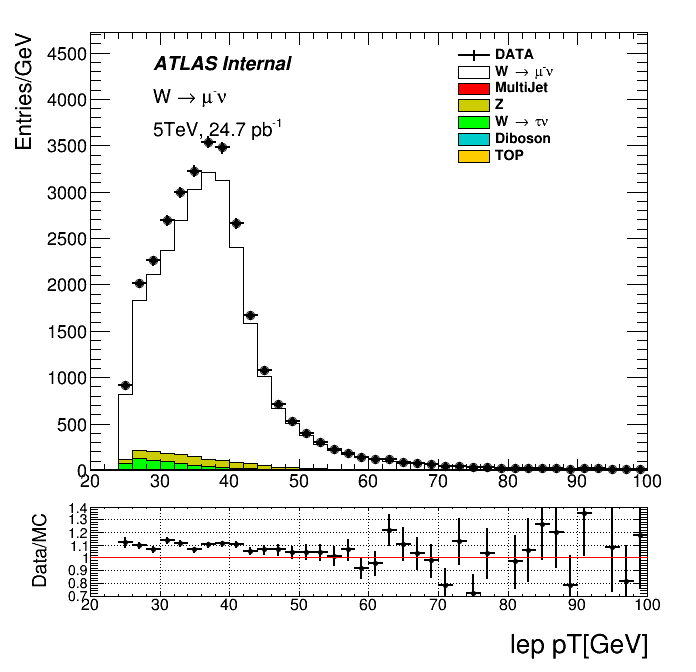 Entries/GeV
4500
4000
3500
3000
2500
2000
1500
1000
500
0
ATLAS Internal
W → μ⁻ν
5TeV, 24.7 pb⁻¹
DATA
W → μ⁻ν
MultiJet
Z
W → τν
Diboson
TOP
20 30 40 50 60 70 80 90 100
Data/MC
1.4
1.3
1.2
1.1
1
0.9
0.8
0.7
20 30 40 50 60 70 80 90 100
lep pT[GeV]